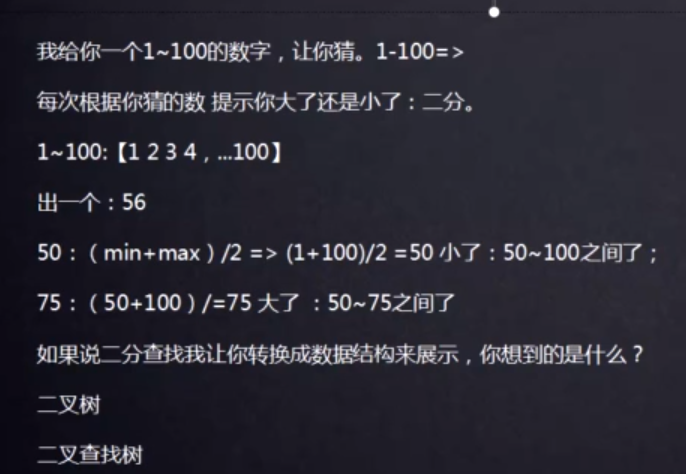 我给你一个1~100的数字，让你猜。1-100=>
每次根据你猜的数 提示你大了还是小了：二分。
1~100:【1 2 3 4，...100】
出一个：56
50：（min+max）/2 => (1+100)/2 =50 小了：50~100之间了；
75：（50+100）/=75 大了 ：50~75之间了
如果说二分查找我让你转换成数据结构来展示，你想到的是什么？
二叉树
二叉查找树